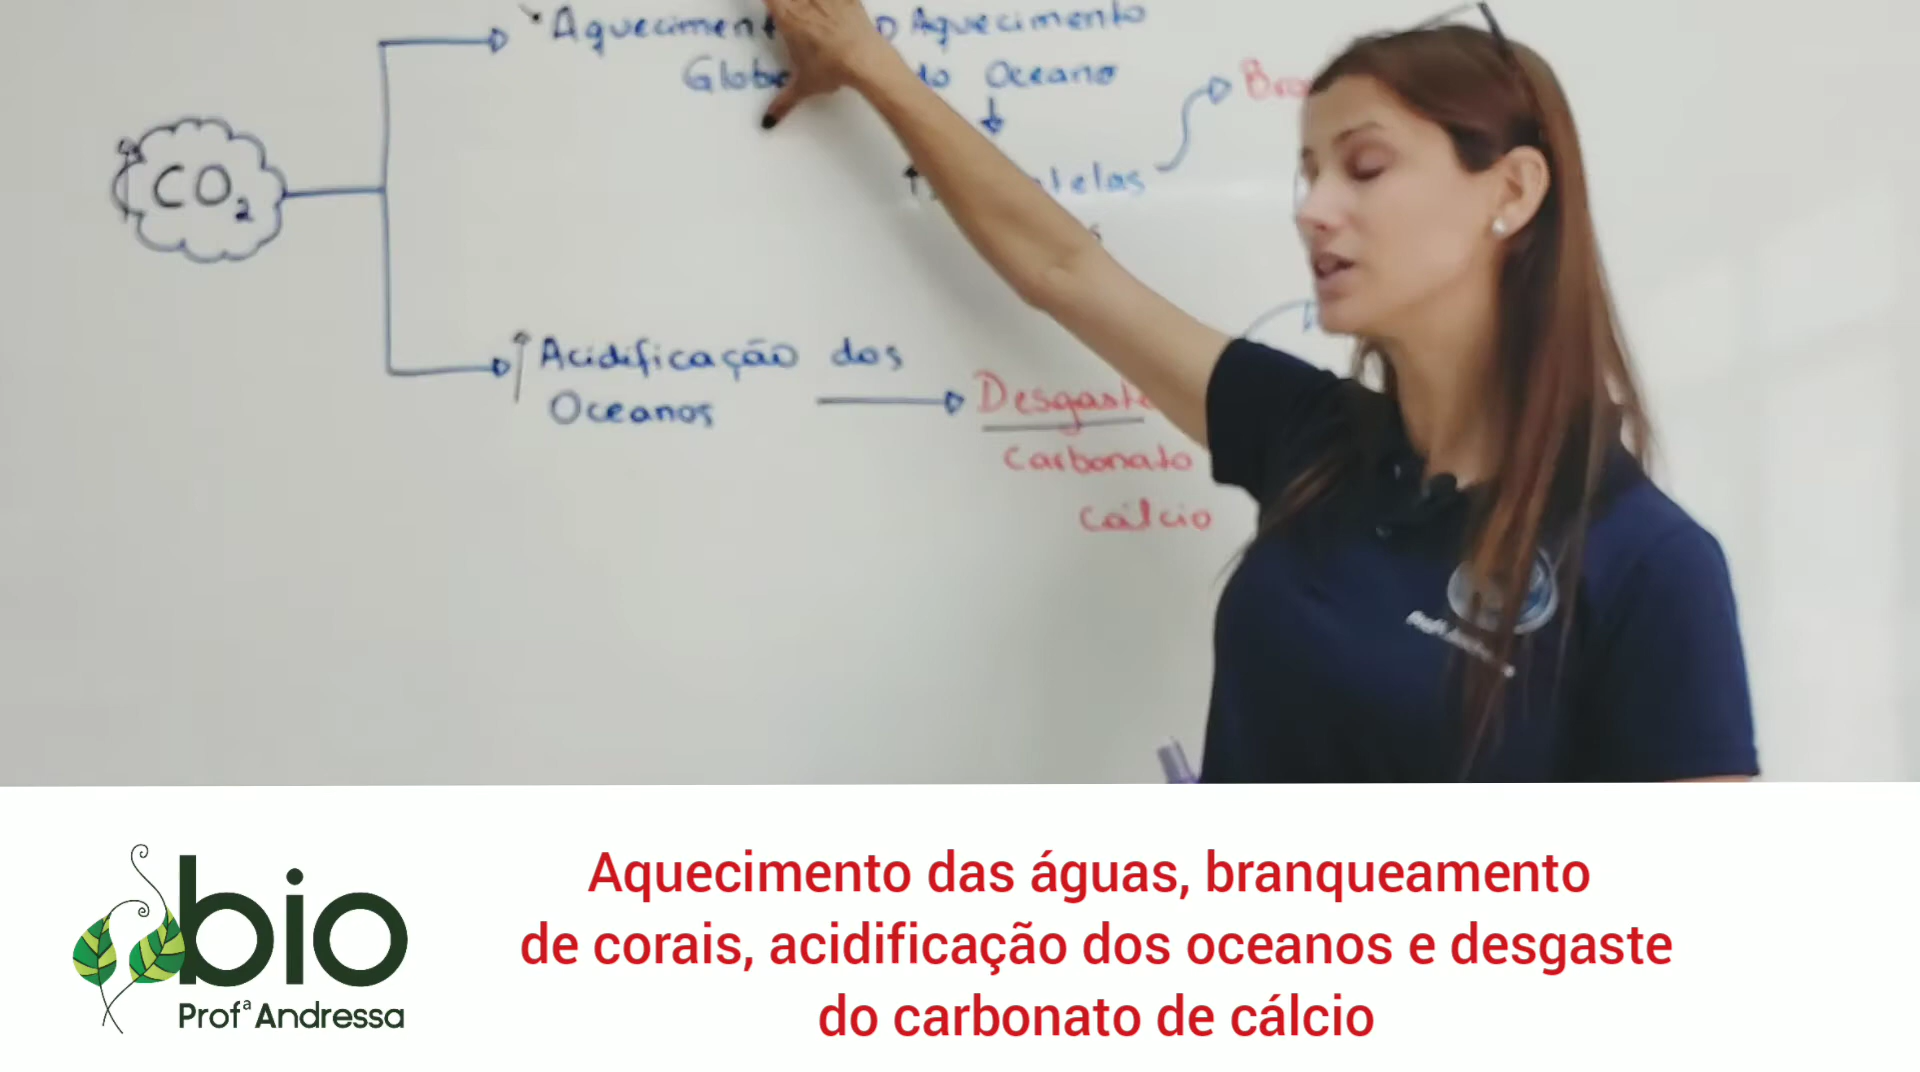 Aquecimento Aquecimento
Oceano
CO₂
Acidificação dos
Oceanos
Desgaste
Carbonato
Cálcio
bio
Profª Andressa
Aquecimento das águas, branqueamento
de corais, acidificação dos oceanos e desgaste
do carbonato de cálcio